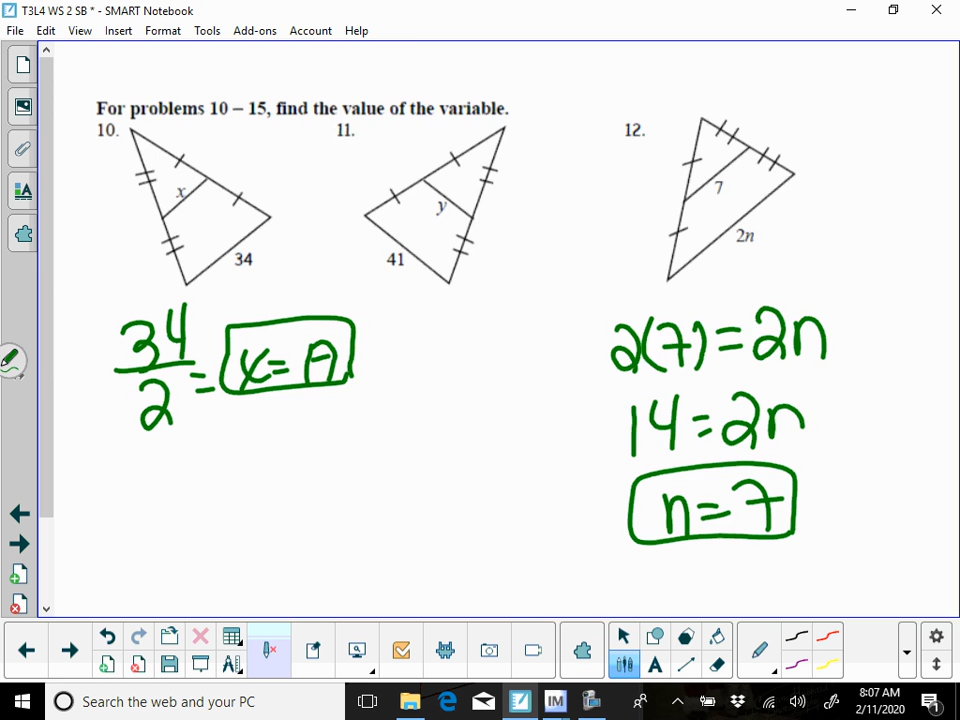 T3L4 WS 2 SB * - SMART Notebook
File Edit View Insert Format Tools Add-ons Account Help
For problems 10 – 15, find the value of the variable.
10. 11. 12.
x y 7
34 41 2n
34/2 = x = 17
2(7) = 2n
14 = 2n
n = 7
Search the web and your PC
IM
8:07 AM
2/11/2020
1